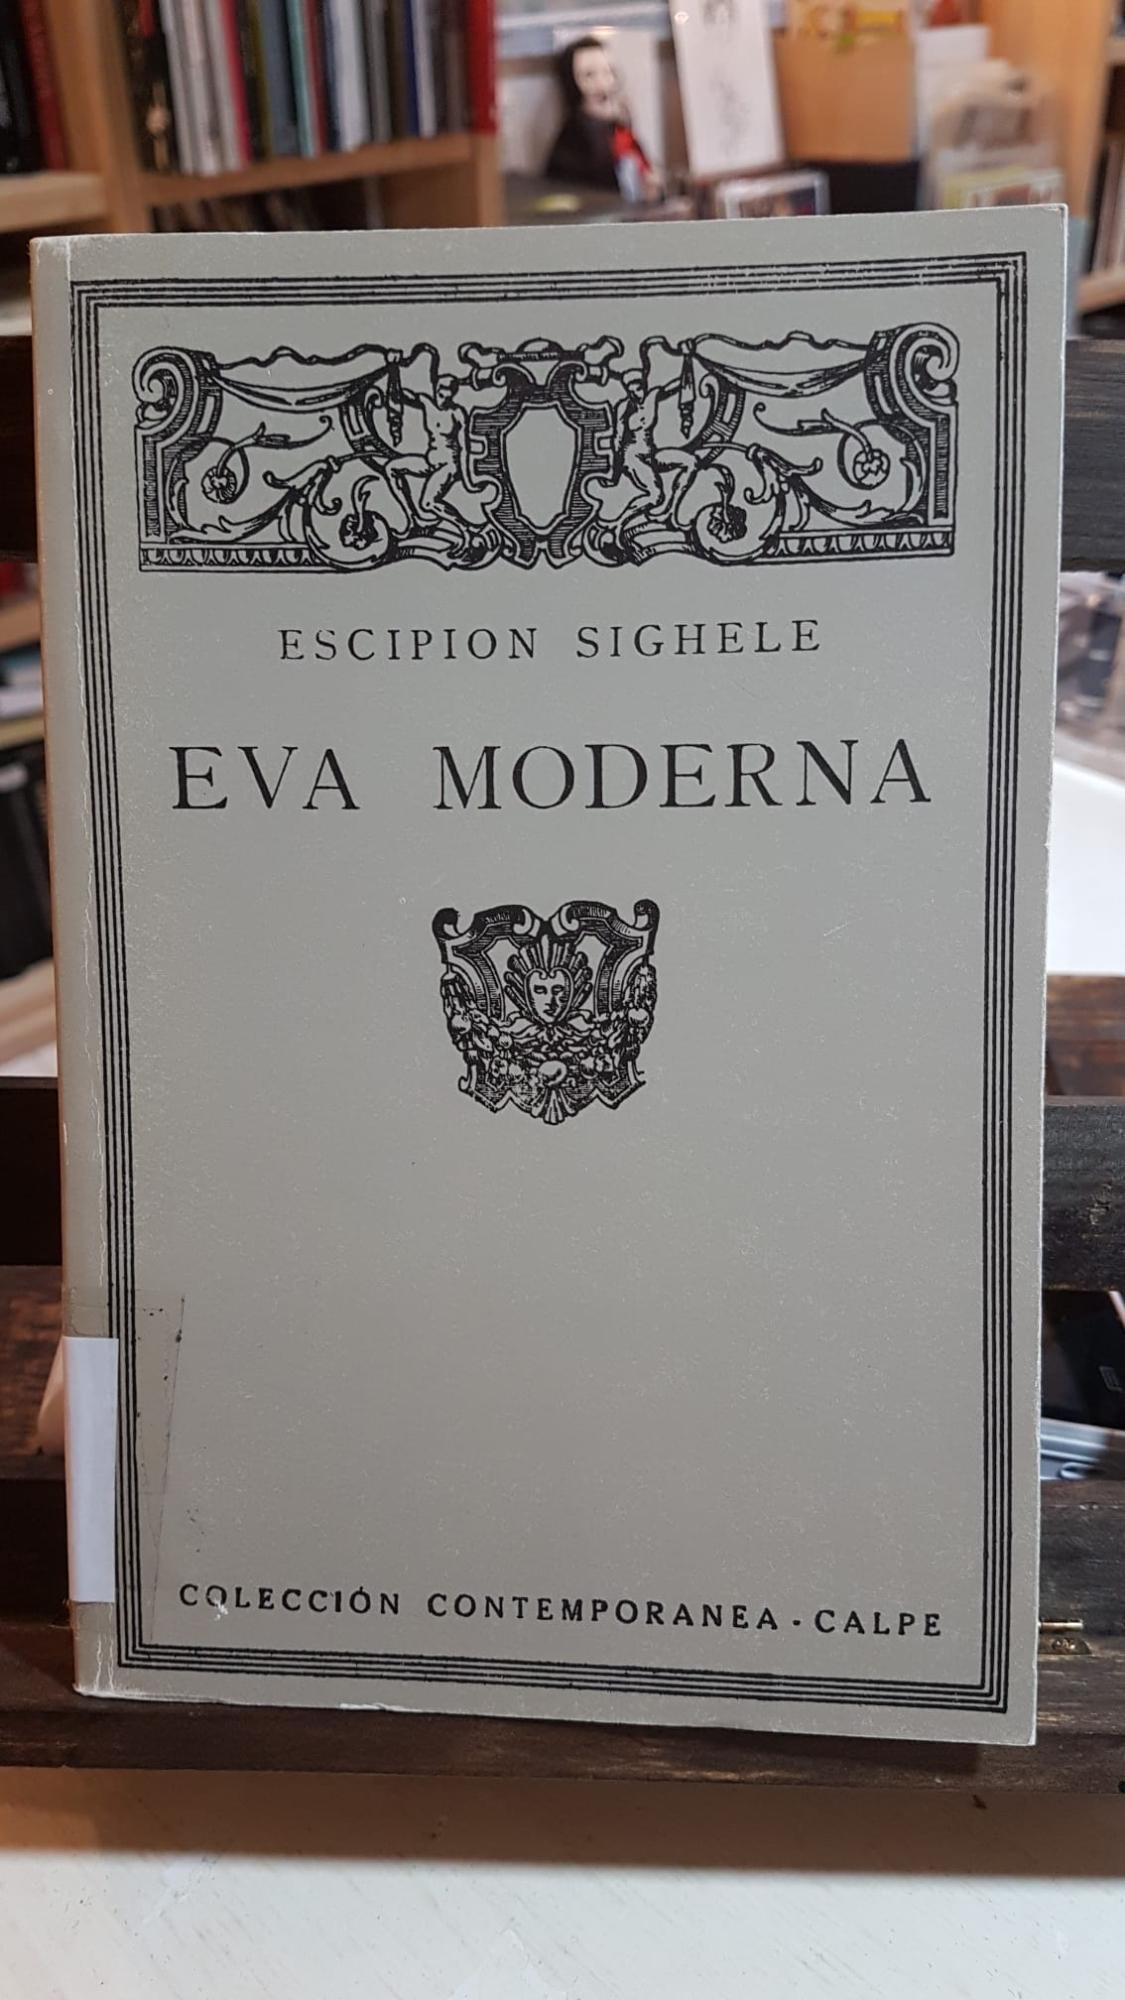 ESCIPION SIGHELE
EVA MODERNA
COLECCIÓN CONTEMPORANEA - CALPE